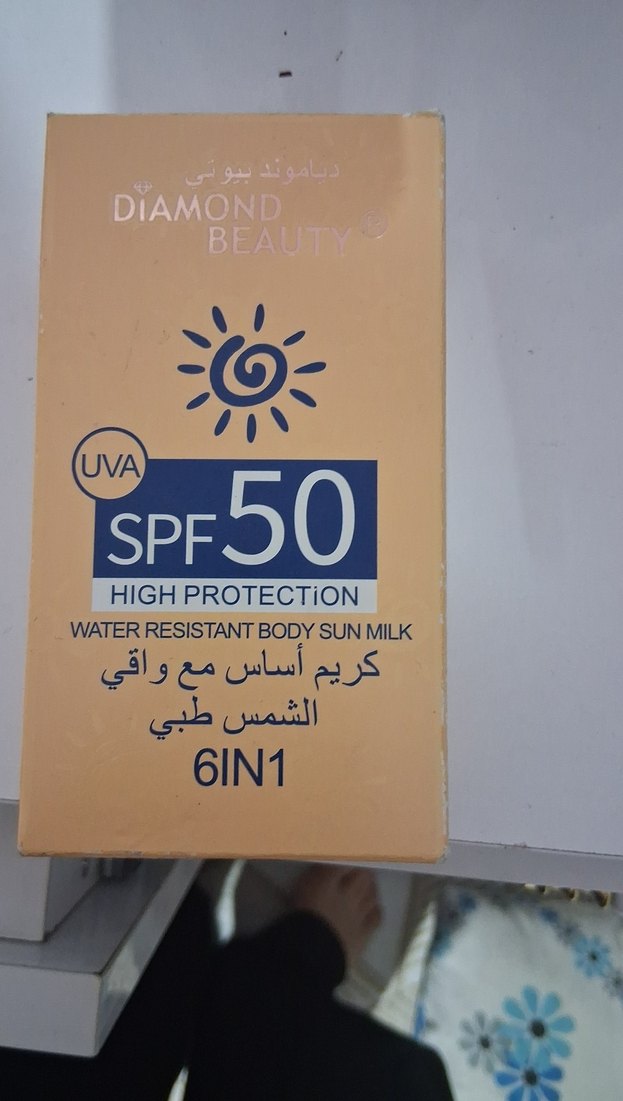 دياموند بيوتي
DiAMOND
BEAUTY
UVA
SPF 50
HIGH PROTECTiON
WATER RESISTANT BODY SUN MILK
كريم أساس مع واقي
الشمس طبي
6IN1